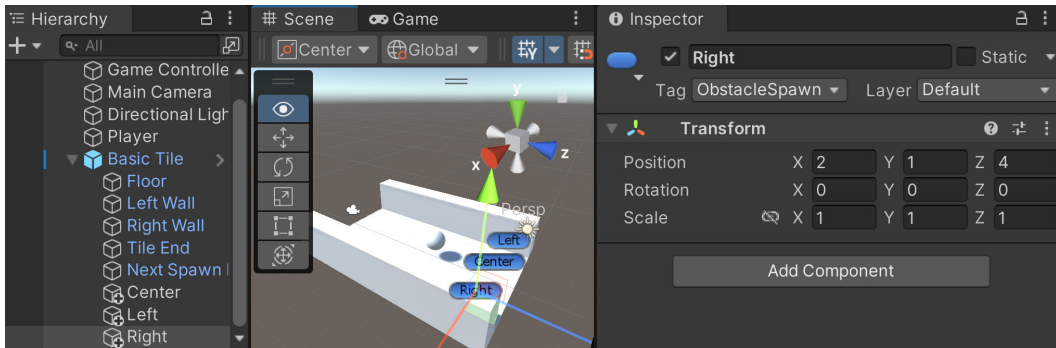 Hierarchy
All
Game Controlle
Main Camera
Directional Ligh
Player
Basic Tile
Floor
Left Wall
Right Wall
Tile End
Next Spawn
Center
Left
Right
Scene
Game
Center
Global
y
x
z
Persp
Left
Center
Right
Inspector
Right
Static
Tag ObstacleSpawn Layer Default
Transform
Position X 2 Y 1 Z 4
Rotation X 0 Y 0 Z 0
Scale X 1 Y 1 Z 1
Add Component